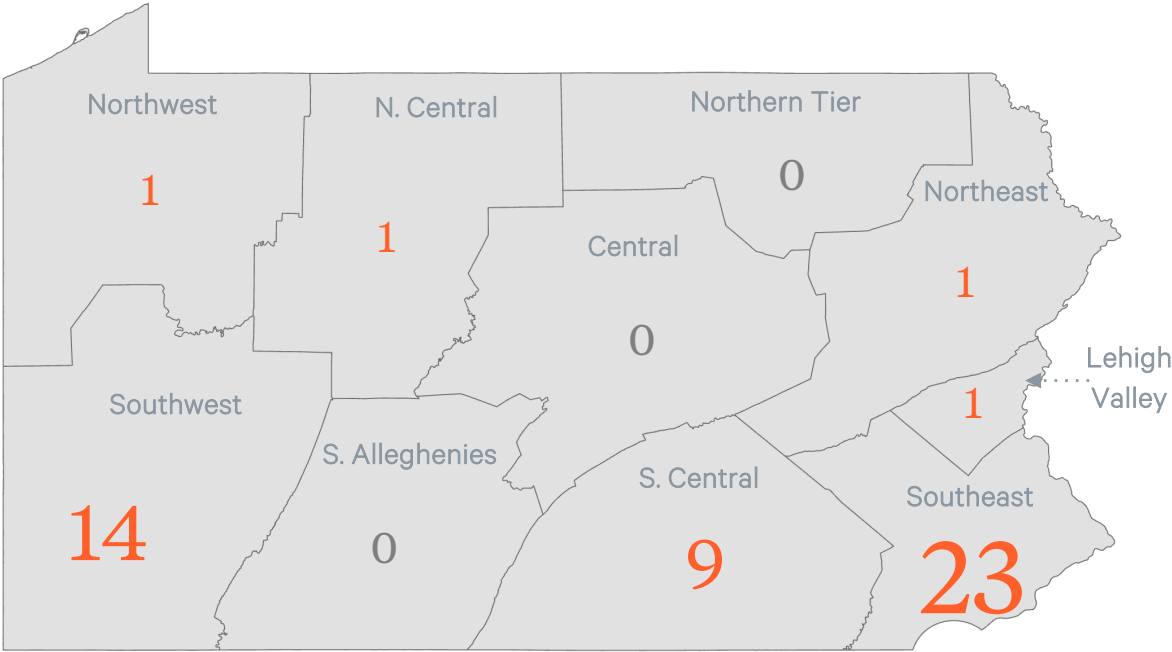 Northwest
1
N. Central
1
Northern Tier
0
Northeast
1
Central
0
Lehigh
Valley
1
Southwest
14
S. Alleghenies
0
S. Central
9
Southeast
23